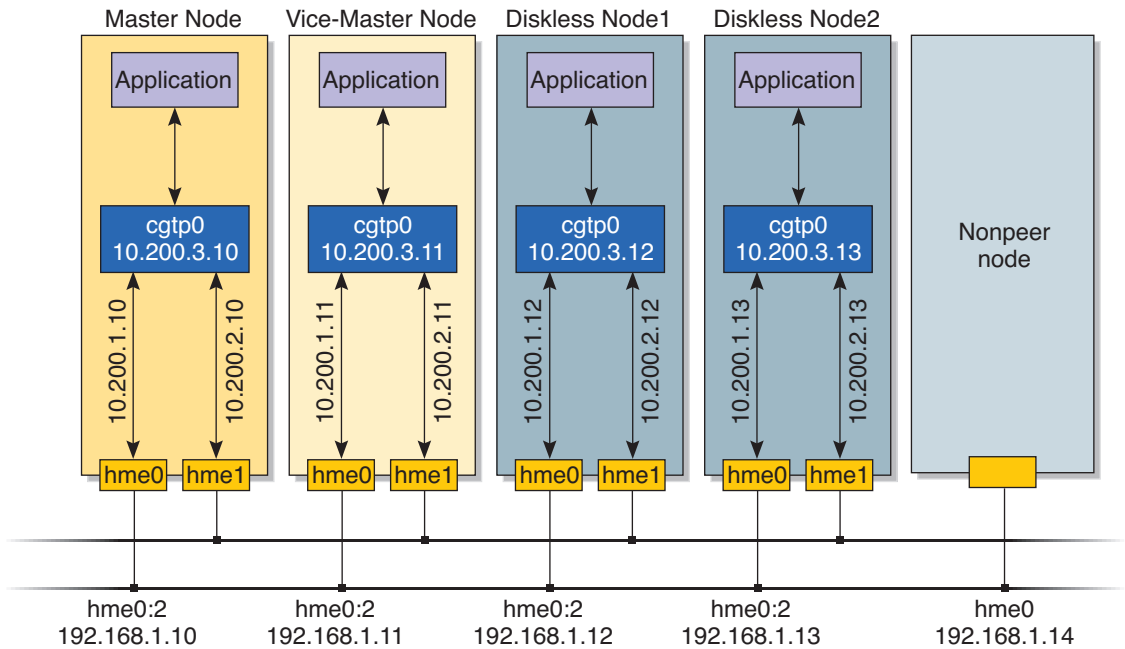 Master Node
Vice-Master Node
Diskless Node1
Diskless Node2
Application
Application
Application
Application
cgtp0
10.200.3.10
cgtp0
10.200.3.11
cgtp0
10.200.3.12
cgtp0
10.200.3.13
Nonpeer
node
10.200.1.10
10.200.2.10
10.200.1.11
10.200.2.11
10.200.1.12
10.200.2.12
10.200.1.13
10.200.2.13
hme0
hme1
hme0
hme1
hme0
hme1
hme0
hme1
hme0:2
192.168.1.10
hme0:2
192.168.1.11
hme0:2
192.168.1.12
hme0:2
192.168.1.13
hme0
192.168.1.14